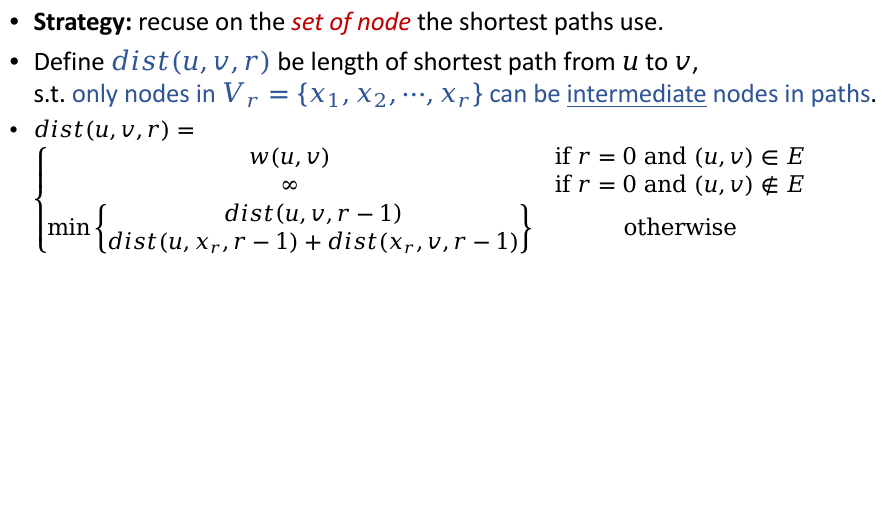 • Strategy: recuse on the set of node the shortest paths use.
• Define dist(u, v, r) be length of shortest path from u to v,
s.t. only nodes in V_r = {x_1, x_2, ⋯, x_r} can be intermediate nodes in paths.
• dist(u, v, r) =
w(u, v) if r = 0 and (u, v) ∈ E
∞ if r = 0 and (u, v) ∉ E
min { dist(u, v, r − 1)
dist(u, x_r, r − 1) + dist(x_r, v, r − 1) } otherwise